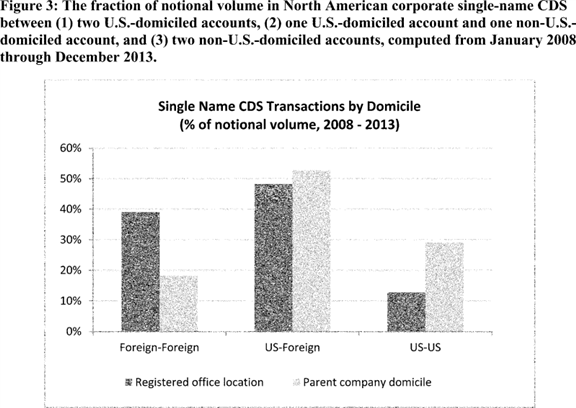 Figure 3: The fraction of notional volume in North American corporate single-name CDS
between (1) two U.S.-domiciled accounts, (2) one U.S.-domiciled account and one non-U.S.-
domiciled account, and (3) two non-U.S.-domiciled accounts, computed from January 2008
through December 2013.
Single Name CDS Transactions by Domicile
(% of notional volume, 2008 - 2013)
60%
50%
40%
30%
20%
10%
0%
Foreign-Foreign US-Foreign US-US
Registered office location Parent company domicile